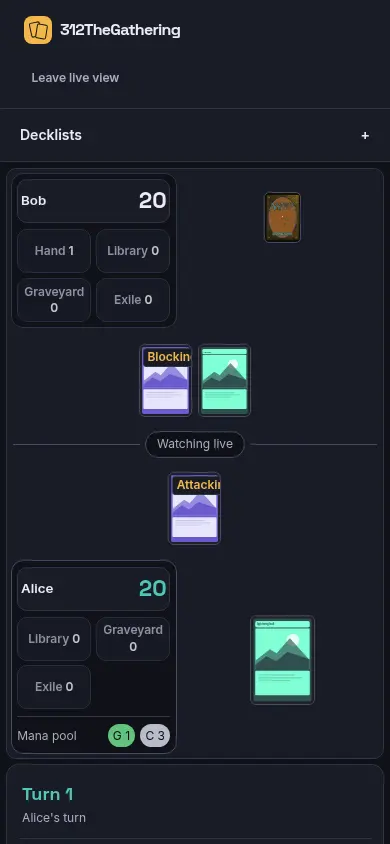 312TheGathering
Leave live view
Decklists +
Bob 20
Hand 1 Library 0
Graveyard 0 Exile 0
Blockin
Watching live
Attackin
Alice 20
Library 0 Graveyard 0
Exile 0
Mana pool G 1 C 3
Turn 1
Alice's turn